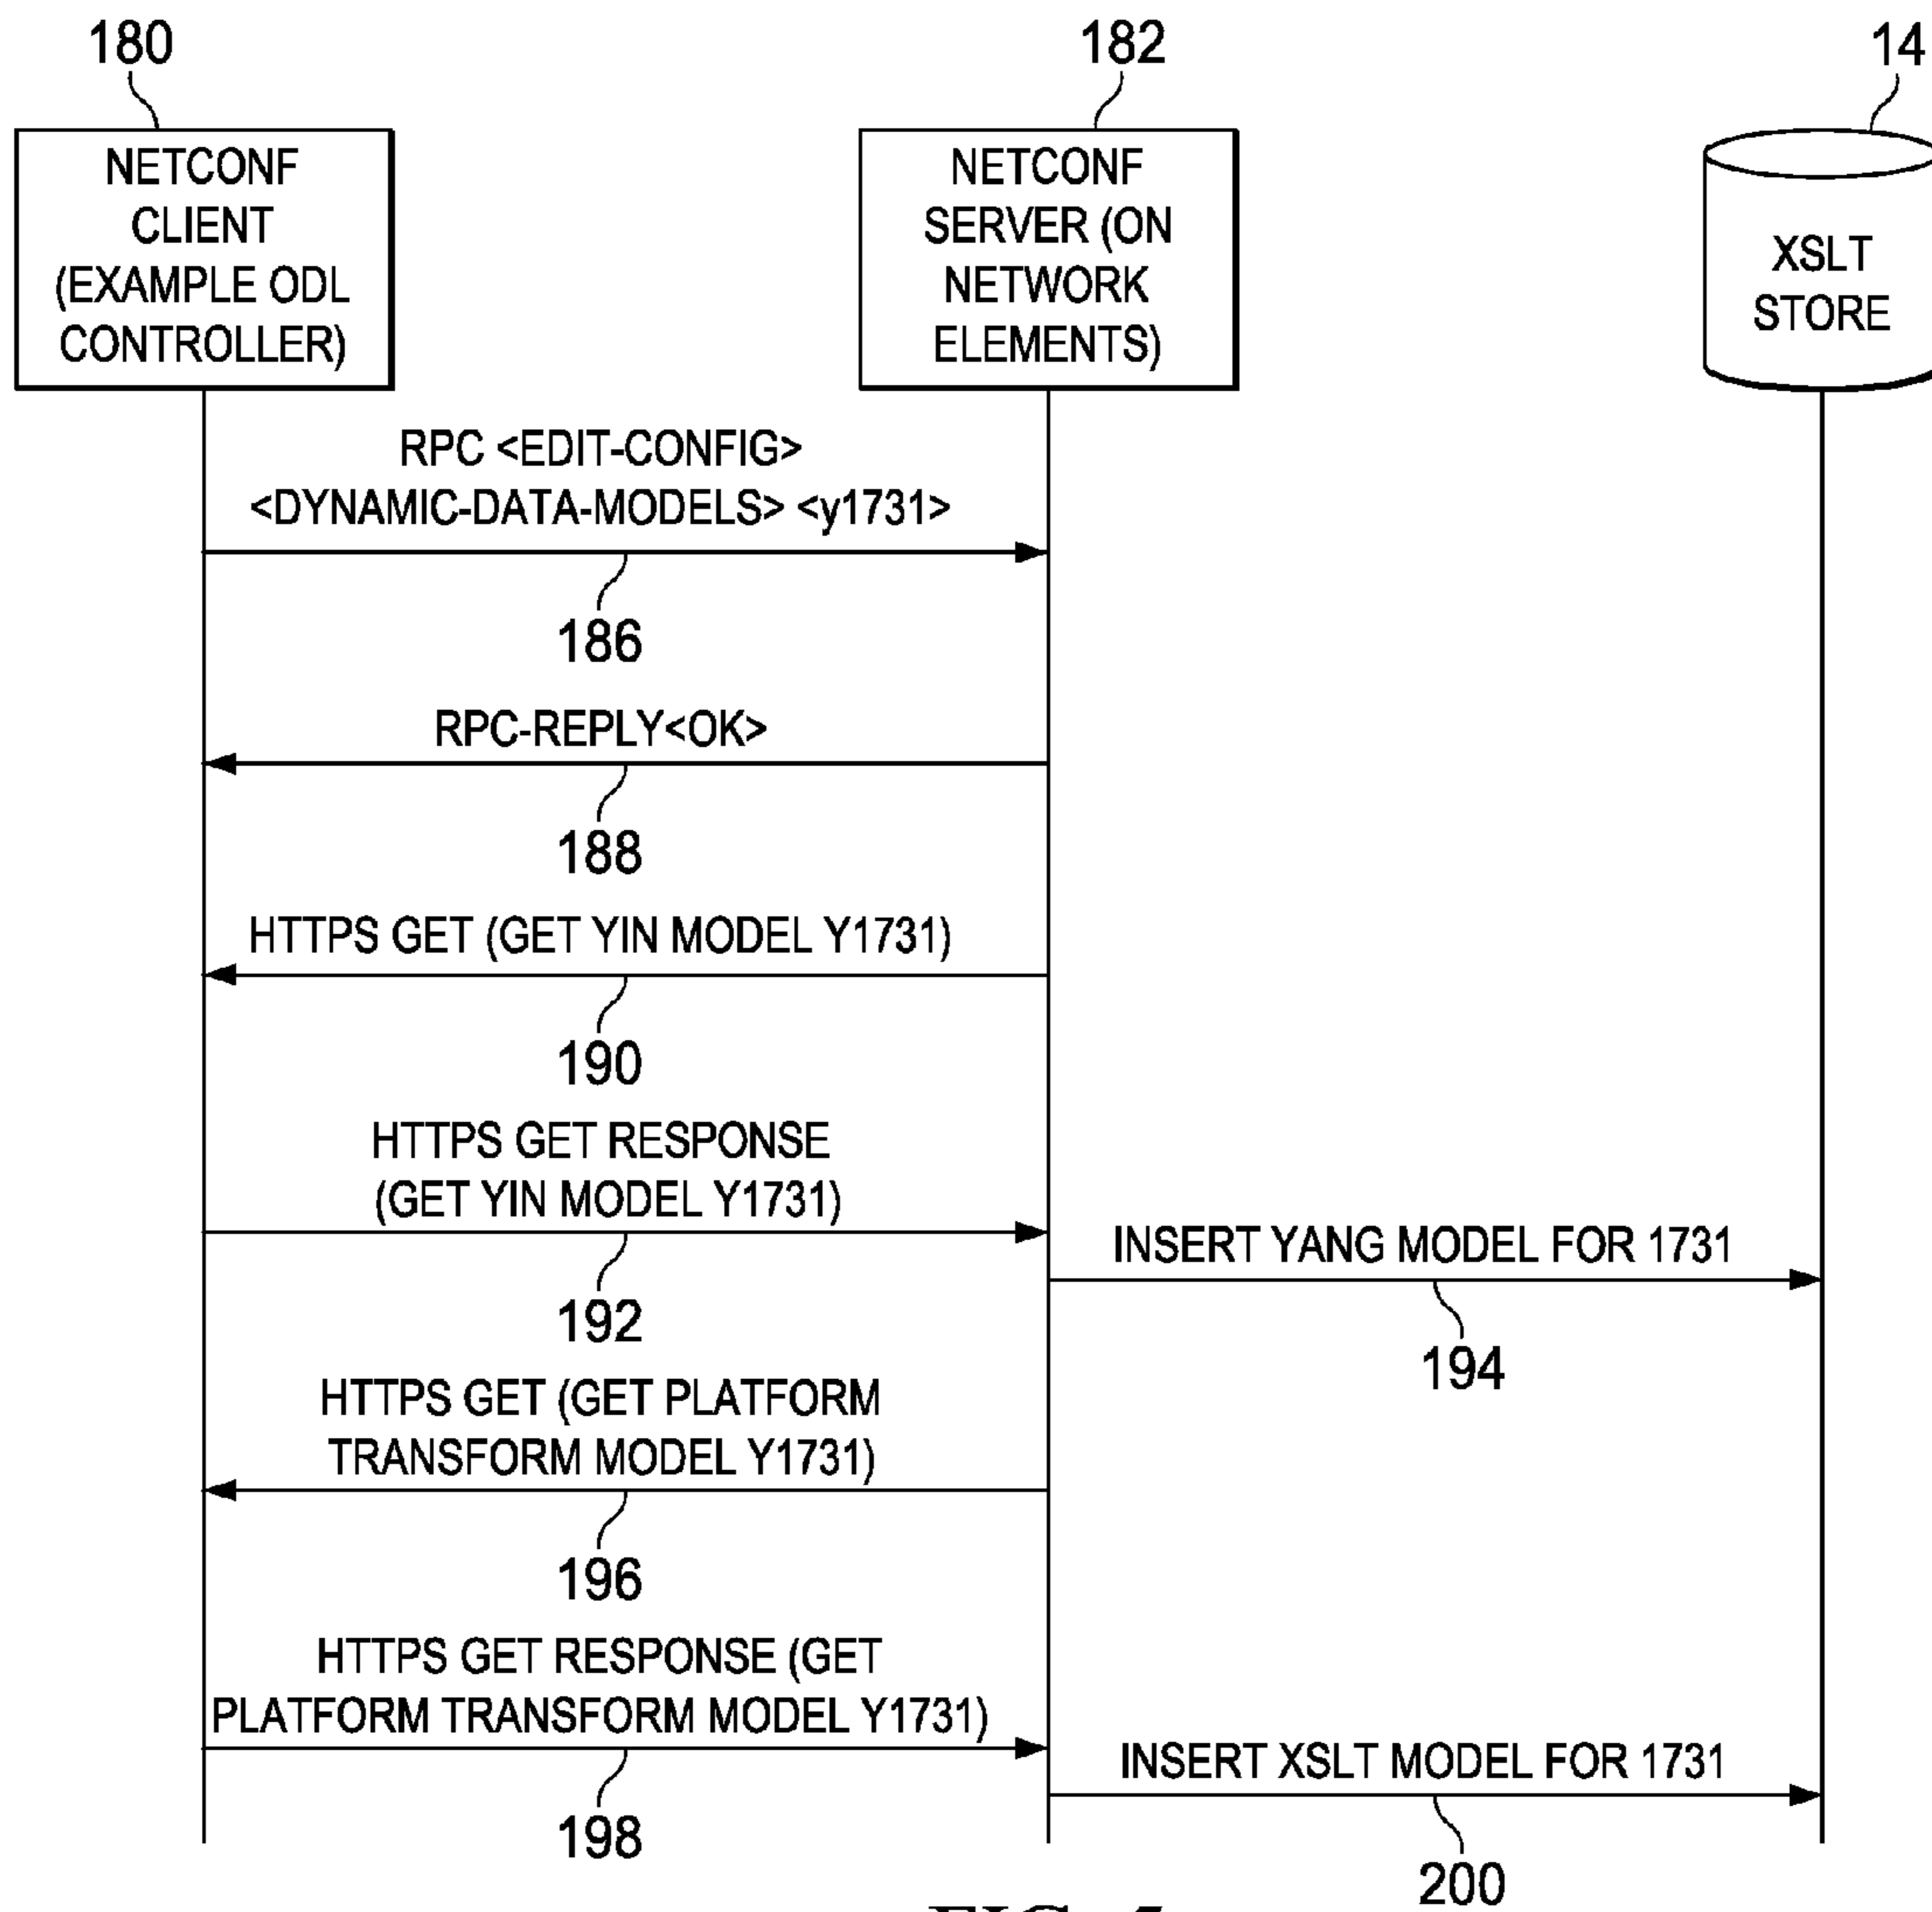 180
182
14
NETCONF
CLIENT
(EXAMPLE ODL
CONTROLLER)
NETCONF
SERVER (ON
NETWORK
ELEMENTS)
XSLT
STORE
RPC <EDIT-CONFIG>
<DYNAMIC-DATA-MODELS> <y1731>
186
RPC-REPLY<OK>
188
HTTPS GET (GET YIN MODEL Y1731)
190
HTTPS GET RESPONSE
(GET YIN MODEL Y1731)
192
INSERT YANG MODEL FOR 1731
194
HTTPS GET (GET PLATFORM
TRANSFORM MODEL Y1731)
196
HTTPS GET RESPONSE (GET
PLATFORM TRANSFORM MODEL Y1731)
198
INSERT XSLT MODEL FOR 1731
200